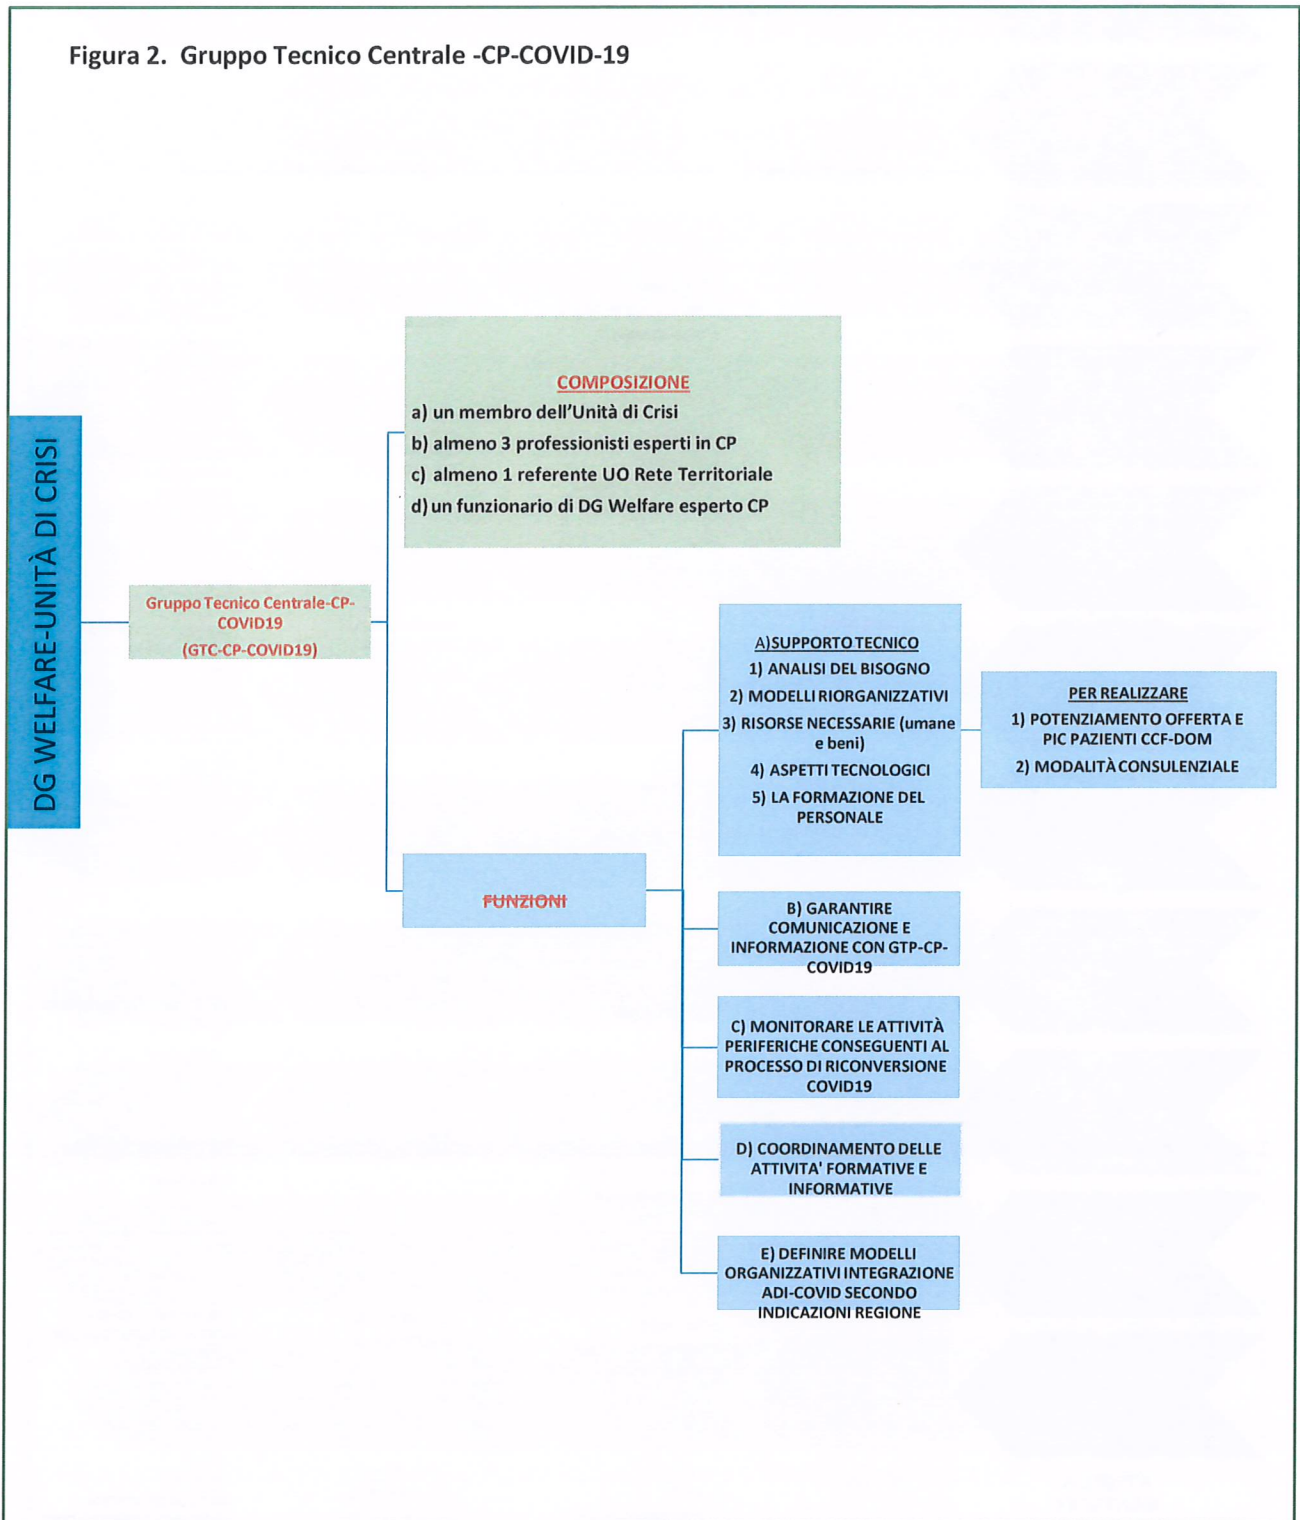 Figura 2. Gruppo Tecnico Centrale -CP-COVID-19
DG WELFARE-UNITÀ DI CRISI
Gruppo Tecnico Centrale-CP-
COVID19
(GTC-CP-COVID19)
COMPOSIZIONE
a) un membro dell'Unità di Crisi
b) almeno 3 professionisti esperti in CP
c) almeno 1 referente UO Rete Territoriale
d) un funzionario di DG Welfare esperto CP
FUNZIONI
A)SUPPORTO TECNICO
1) ANALISI DEL BISOGNO
2) MODELLI RIORGANIZZATIVI
3) RISORSE NECESSARIE (umane
e beni)
4) ASPETTI TECNOLOGICI
5) LA FORMAZIONE DEL
PERSONALE
PER REALIZZARE
1) POTENZIAMENTO OFFERTA E
PIC PAZIENTI CCF-DOM
2) MODALITÀ CONSULENZIALE
B) GARANTIRE
COMUNICAZIONE E
INFORMAZIONE CON GTP-CP-
COVID19
C) MONITORARE LE ATTIVITÀ
PERIFERICHE CONSEGUENTI AL
PROCESSO DI RICONVERSIONE
COVID19
D) COORDINAMENTO DELLE
ATTIVITA' FORMATIVE E
INFORMATIVE
E) DEFINIRE MODELLI
ORGANIZZATIVI INTEGRAZIONE
ADI-COVID SECONDO
INDICAZIONI REGIONE